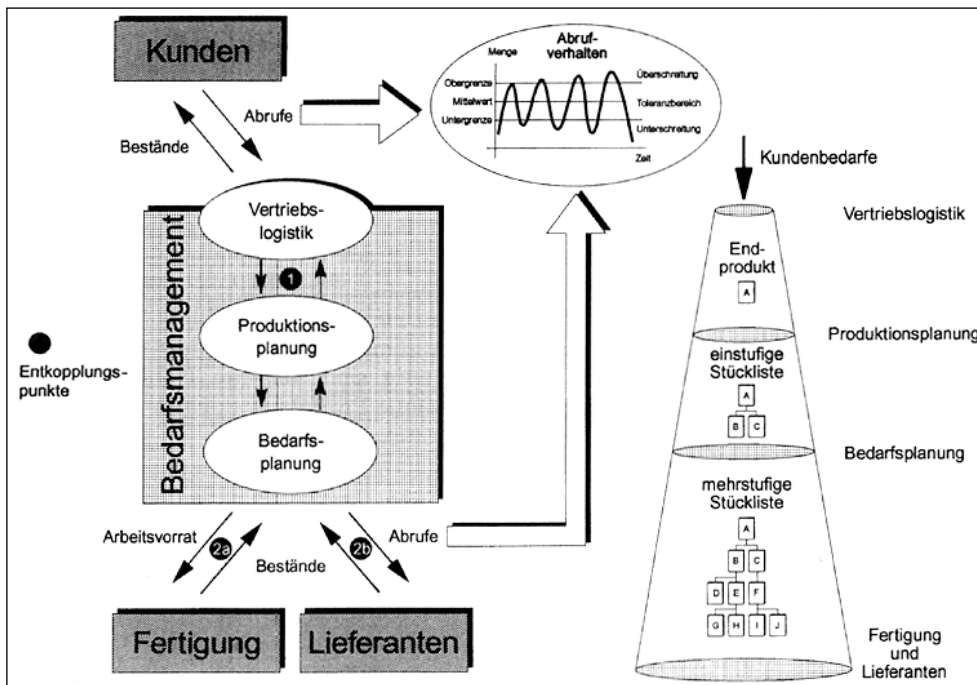 Kunden
Abrufe
Bestände
Abruf-
verhalten
Menge
Obergrenze
Mittelwert
Untergrenze
Überschreitung
Toleranzbereich
Unterschreitung
Zeit
Bedarfsmanagement
Vertriebs-
logistik
1
Produktions-
planung
Bedarfs-
planung
Entkopplungs-
punkte
Arbeitsvorrat
2a
Bestände
2b
Abrufe
Fertigung
Lieferanten
Kundenbedarfe
Vertriebslogistik
End-
produkt
A
Produktionsplanung
einstufige
Stückliste
A
B C
Bedarfsplanung
mehrstufige
Stückliste
A
B C
D E F
G H I J
Fertigung
und
Lieferanten